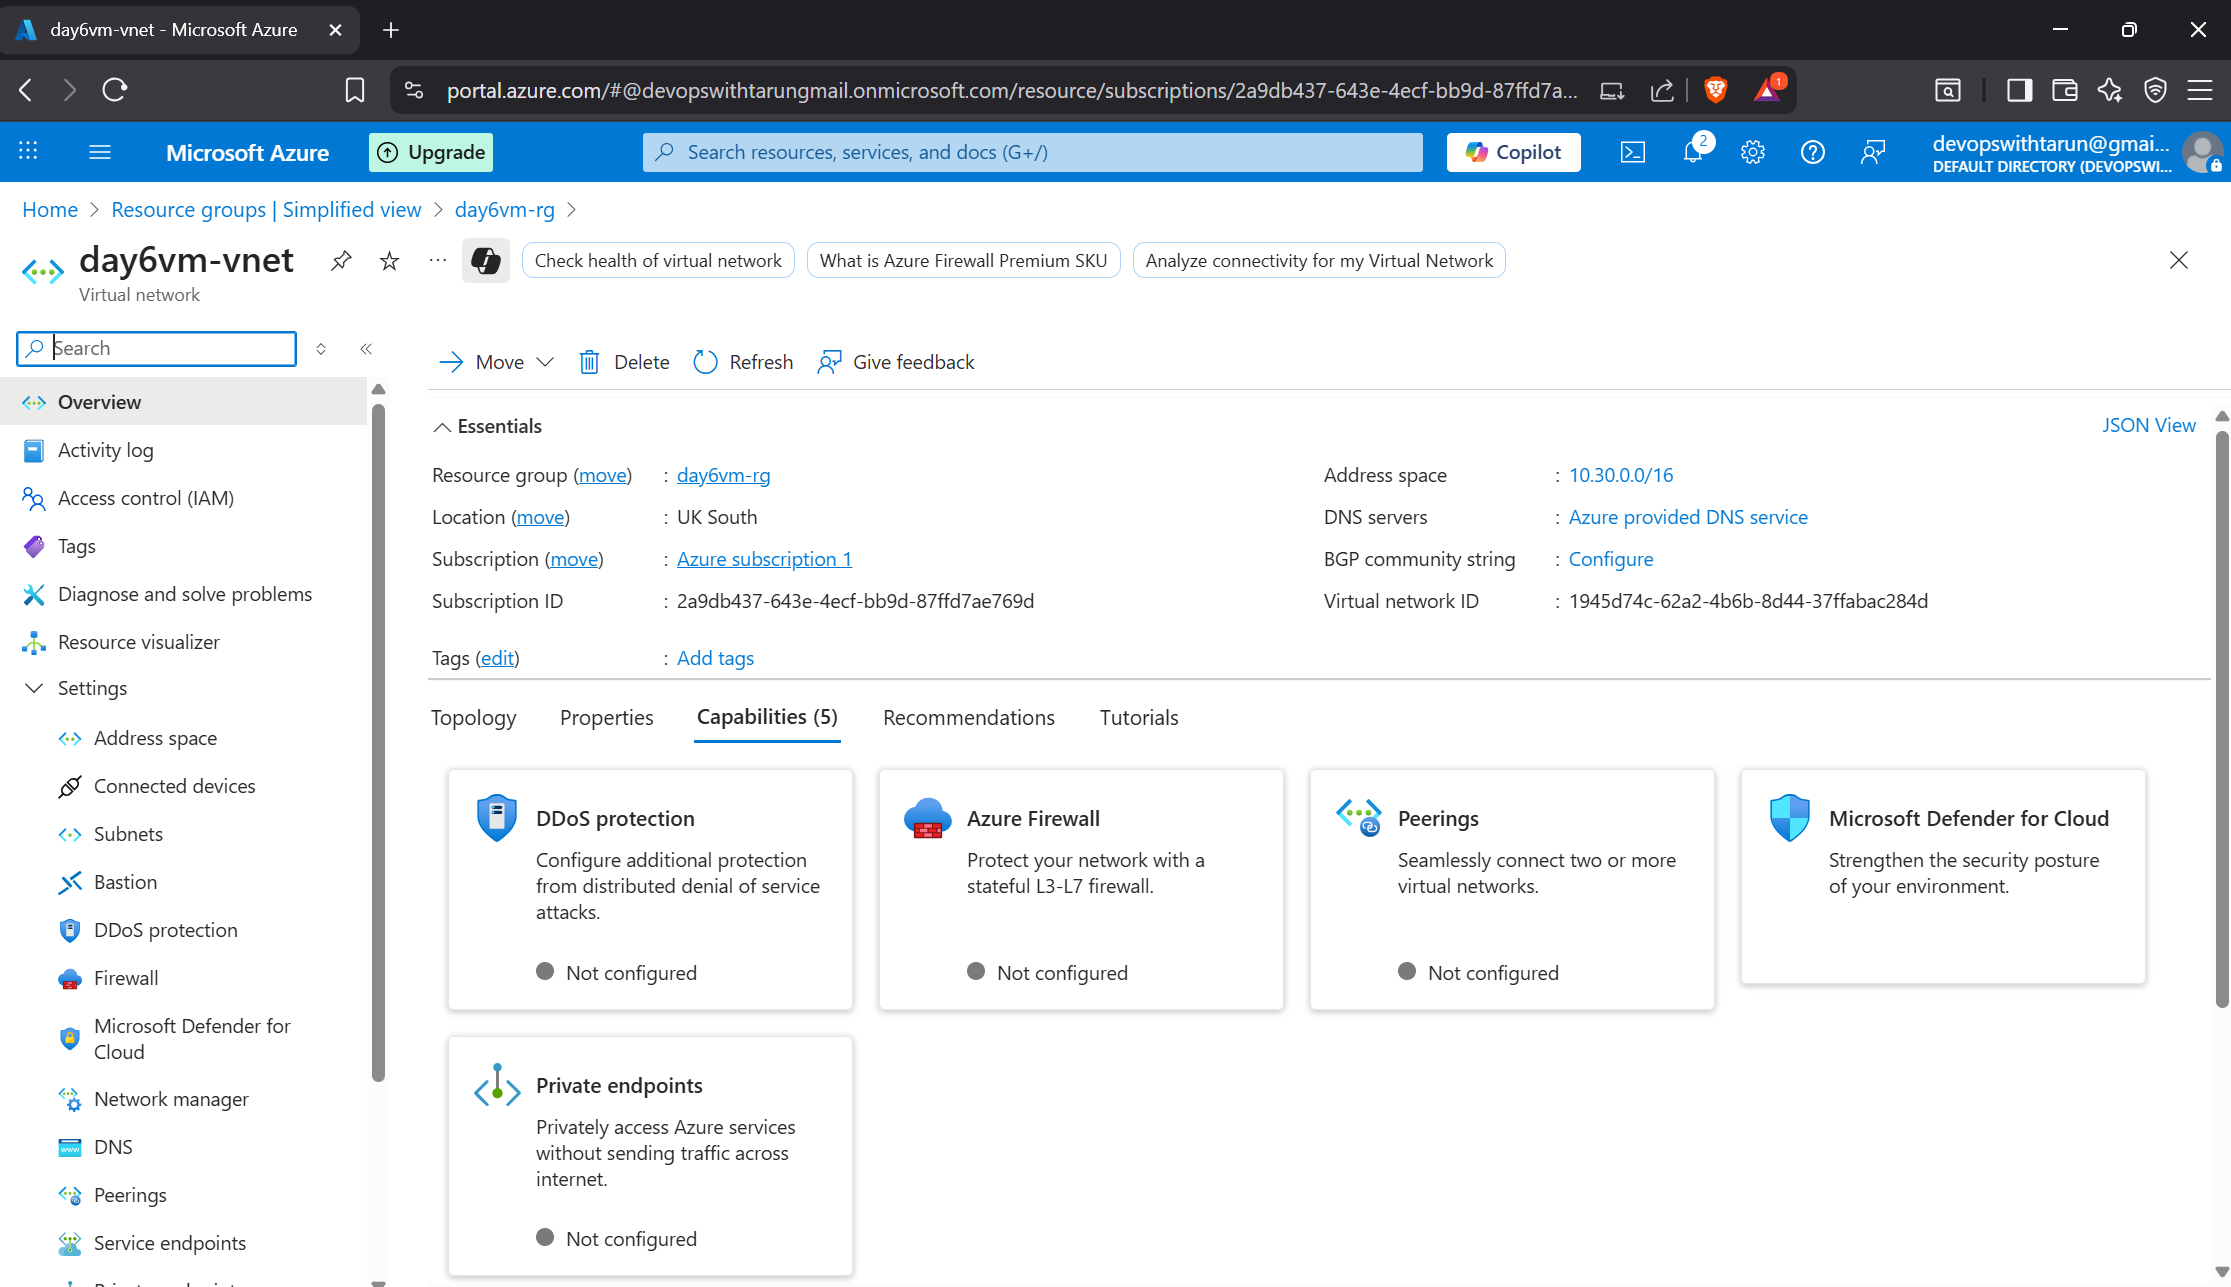 day6vm-vnet - Microsoft Azure
portal.azure.com/#@devopswithtarungmail.onmicrosoft.com/resource/subscriptions/2a9db437-643e-4ecf-bb9d-87ffd7a...
1
Microsoft Azure
Upgrade
Search resources, services, and docs (G+/)
Copilot
2
devopswithtarun@gmai...
DEFAULT DIRECTORY (DEVOPSWI...
Home > Resource groups | Simplified view > day6vm-rg >
day6vm-vnet
Virtual network
Check health of virtual network
What is Azure Firewall Premium SKU
Analyze connectivity for my Virtual Network
Search
Overview
Activity log
Access control (IAM)
Tags
Diagnose and solve problems
Resource visualizer
Settings
Address space
Connected devices
Subnets
Bastion
DDoS protection
Firewall
Microsoft Defender for
Cloud
Network manager
DNS
Peerings
Service endpoints
Move
Delete
Refresh
Give feedback
Essentials
JSON View
Resource group (move) : day6vm-rg
Location (move) : UK South
Subscription (move) : Azure subscription 1
Subscription ID : 2a9db437-643e-4ecf-bb9d-87ffd7ae769d
Tags (edit) : Add tags
Address space : 10.30.0.0/16
DNS servers : Azure provided DNS service
BGP community string : Configure
Virtual network ID : 1945d74c-62a2-4b6b-8d44-37ffabac284d
Topology
Properties
Capabilities (5)
Recommendations
Tutorials
DDoS protection
Configure additional protection
from distributed denial of service
attacks.
Not configured
Azure Firewall
Protect your network with a
stateful L3-L7 firewall.
Not configured
Peerings
Seamlessly connect two or more
virtual networks.
Not configured
Microsoft Defender for Cloud
Strengthen the security posture
of your environment.
Private endpoints
Privately access Azure services
without sending traffic across
internet.
Not configured